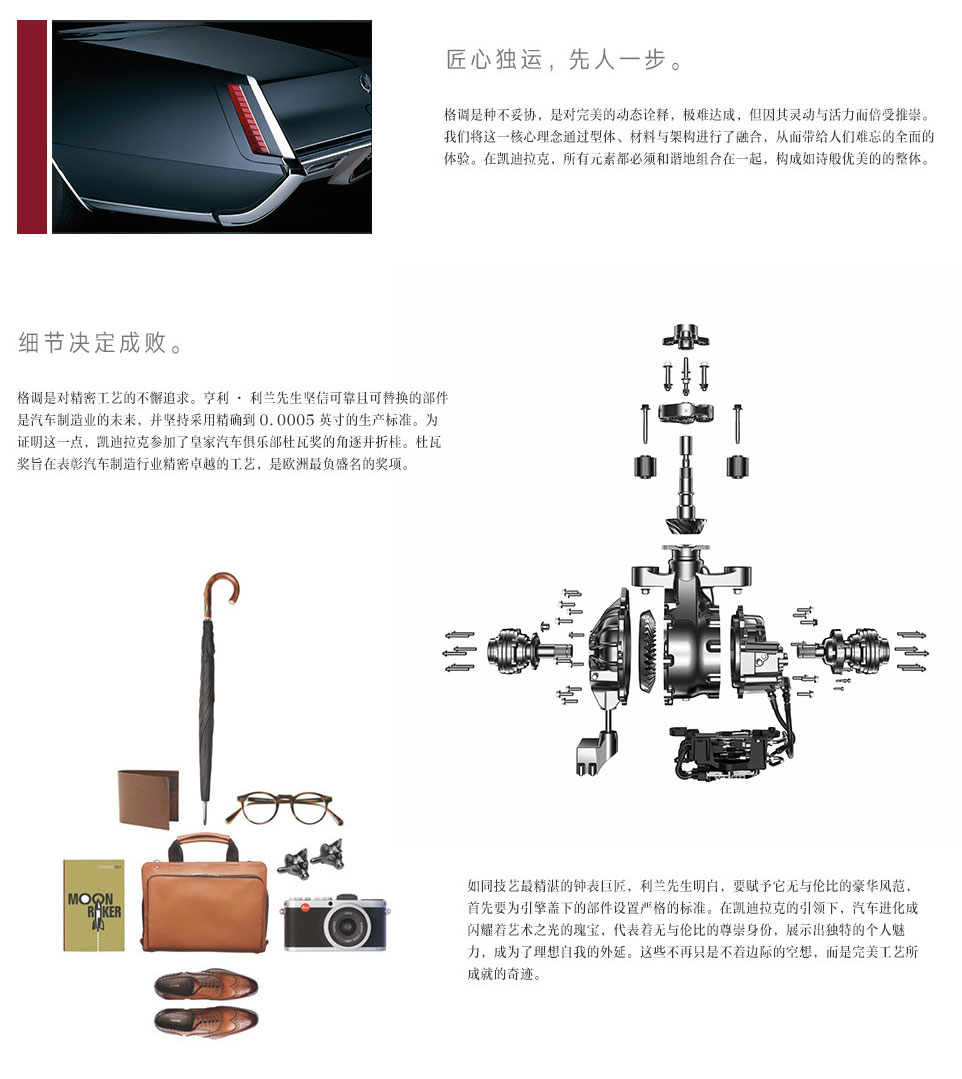 匠心独运，先人一步。
格调是种不妥协，是对完美的动态诠释，极难达成，但因其灵动与活力而倍受推崇。
我们将这一核心理念通过型体、材料与架构进行了融合，从而带给人们难忘的全面的
体验。在凯迪拉克，所有元素都必须和谐地组合在一起，构成如诗般优美的的整体。
细节决定成败。
格调是对精密工艺的不懈追求。亨利 · 利兰先生坚信可靠且可替换的部件
是汽车制造业的未来，并坚持采用精确到 0.0005 英寸的生产标准。为
证明这一点，凯迪拉克参加了皇家汽车俱乐部杜瓦奖的角逐并折桂。杜瓦
奖旨在表彰汽车制造行业精密卓越的工艺，是欧洲最负盛名的奖项。
MOON
RAKER
如同技艺最精湛的钟表巨匠，利兰先生明白，要赋予它无与伦比的豪华风范，
首先要为引擎盖下的部件设置严格的标准。在凯迪拉克的引领下，汽车进化成
闪耀着艺术之光的瑰宝，代表着无与伦比的尊崇身份，展示出独特的个人魅
力，成为了理想自我的外延。这些不再只是不着边际的空想，而是完美工艺所
成就的奇迹。